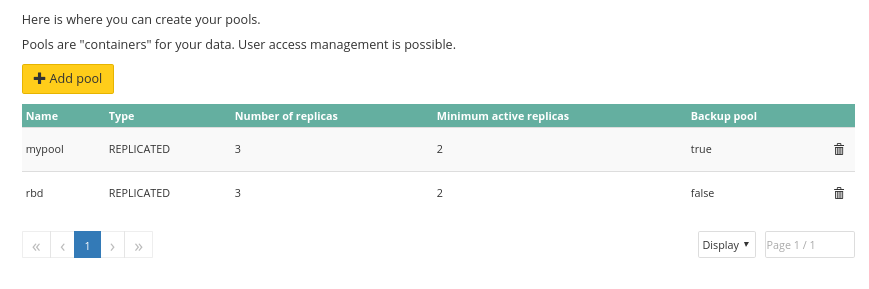 Here is where you can create your pools.
Pools are "containers" for your data. User access management is possible.
Add pool
Name Type Number of replicas Minimum active replicas Backup pool
mypool REPLICATED 3 2 true
rbd REPLICATED 3 2 false
« ‹ 1 › » Display ▼ Page 1 / 1